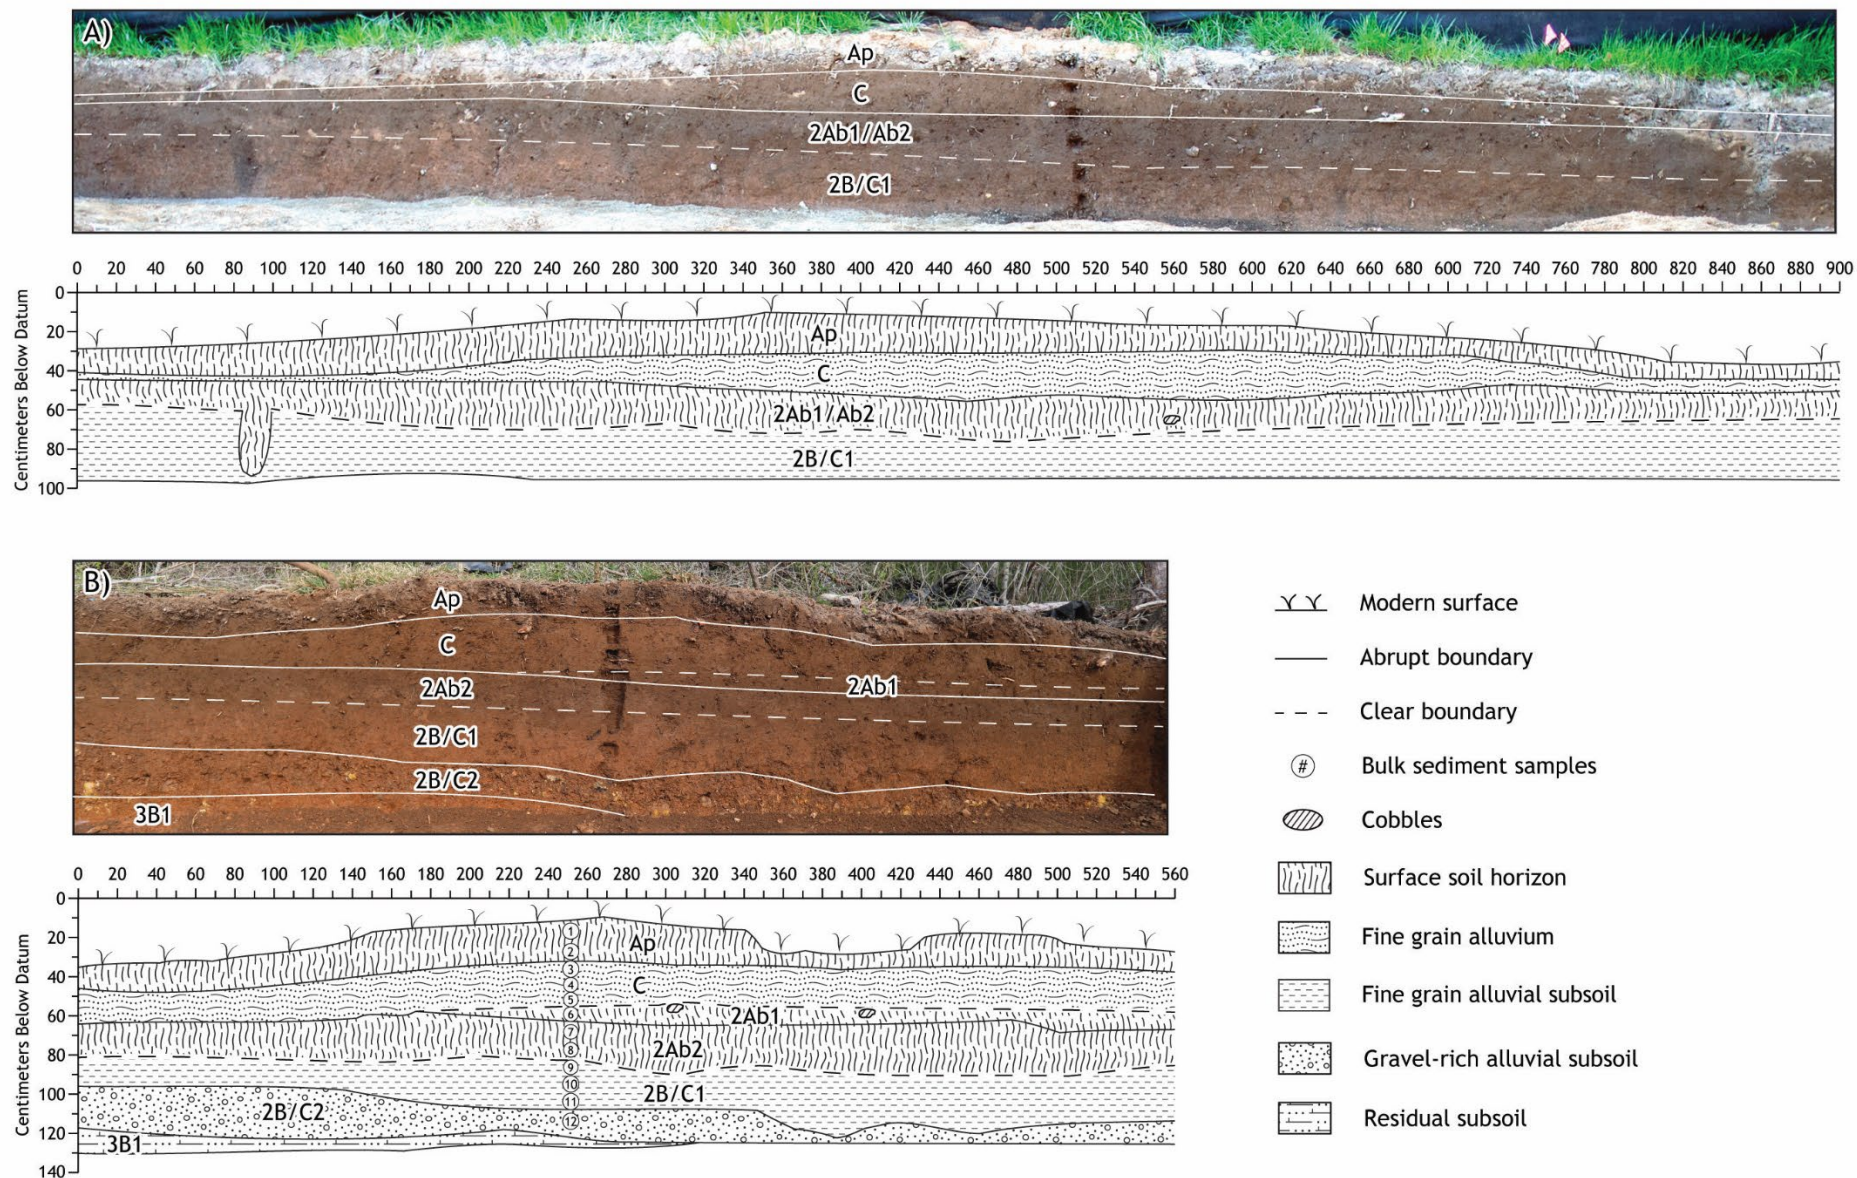 A)
Ap
C
2Ab1/Ab2
2B/C1
0 20 40 60 80 100 120 140 160 180 200 220 240 260 280 300 320 340 360 380 400 420 440 460 480 500 520 540 560 580 600 620 640 660 680 600 720 740 760 780 800 820 840 860 880 900
Centimeters Below Datum
0
20
40
60
80
100
Ap
C
2Ab1/Ab2
2B/C1
B)
Ap
C
2Ab2
2Ab1
2B/C1
2B/C2
3B1
0 20 40 60 80 100 120 140 160 180 200 220 240 260 280 300 320 340 360 380 400 420 440 460 480 500 520 540 560
Centimeters Below Datum
0
20
40
60
80
100
120
140
1
2
3
4
5
6
7
8
9
10
11
12
Ap
C
2Ab1
2Ab2
2B/C1
2B/C2
3B1
Modern surface
Abrupt boundary
Clear boundary
# Bulk sediment samples
Cobbles
Surface soil horizon
Fine grain alluvium
Fine grain alluvial subsoil
Gravel-rich alluvial subsoil
Residual subsoil